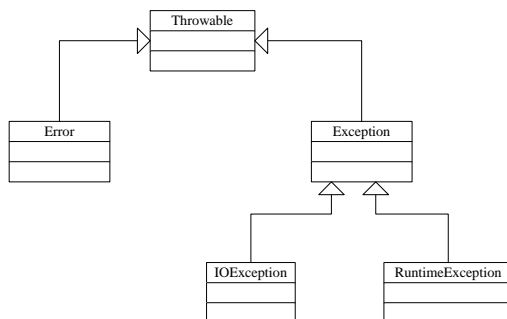 Throwable
Error
Exception
IOException
RuntimeException